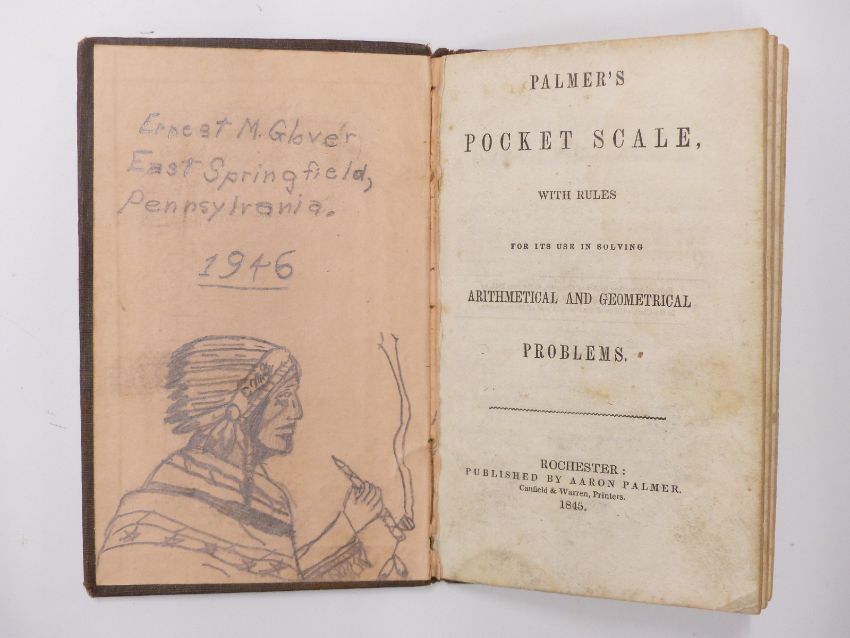 Ernest M. Glover
East Springfield,
Pennsylvania.
1946
PALMER'S
POCKET SCALE,
WITH RULES
FOR ITS USE IN SOLVING
ARITHMETICAL AND GEOMETRICAL
PROBLEMS.
ROCHESTER:
PUBLISHED BY AARON PALMER.
Canfield & Warren, Printers.
1845.